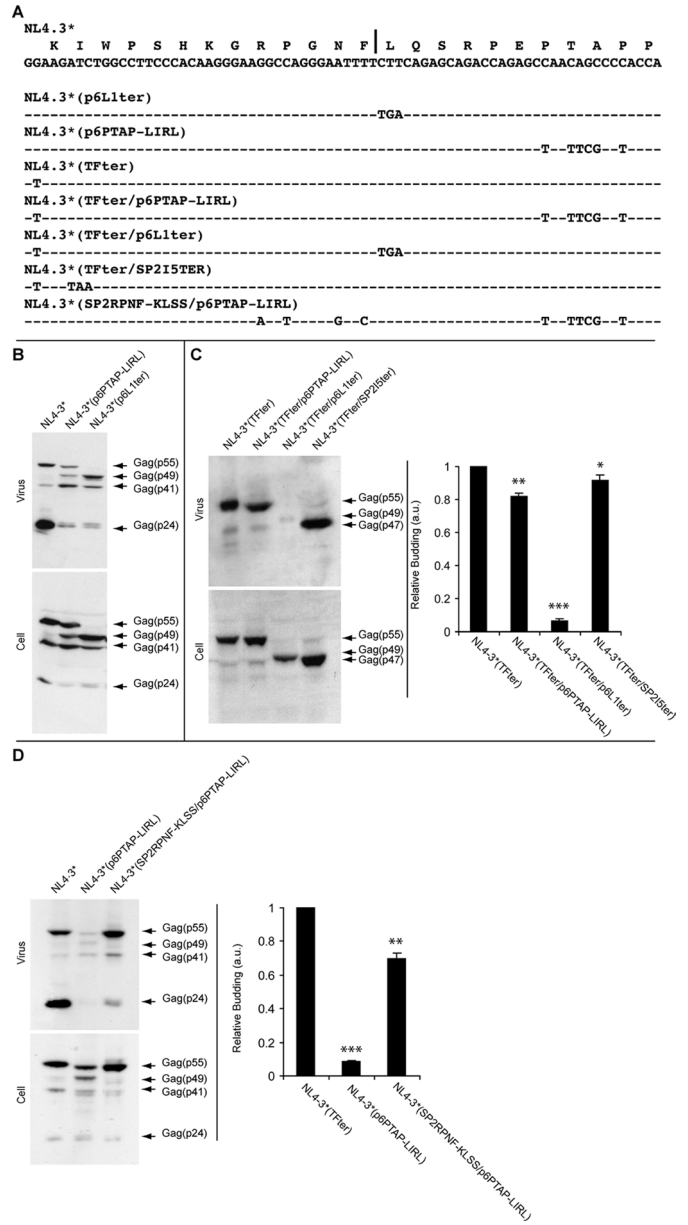 A
NL4.3*
K I W P S H K G R P G N F L Q S R P E P T A P P
GGAAGATCTGGCCTTCCCACAAGGGAAGGCCAGGGAATTTTCTTCAGAGCAGACCAGAGCCAACAGCCCCACCA
NL4.3*(p6L1ter)
-----------------------------------------TGA------------------------------
NL4.3*(p6PTAP-LIRL)
------------------------------------------------------------T--TTCG--T----
NL4.3*(TFter)
-T------------------------------------------------------------------------
NL4.3*(TFter/p6PTAP-LIRL)
-T----------------------------------------------------------T--TTCG--T----
NL4.3*(TFter/p6L1ter)
-T---------------------------------------TGA------------------------------
NL4.3*(TFter/SP2I5TER)
-T---TAA------------------------------------------------------------------
NL4.3*(SP2RPNF-KLSS/p6PTAP-LIRL)
---------------------------A--T-----G--C--------------------T--TTCG--T----
B
NL4-3*
NL4-3*(p6PTAP-LIRL)
NL4-3*(p6L1ter)
Virus
Gag(p55)
Gag(p49)
Gag(p41)
Gag(p24)
Cell
Gag(p55)
Gag(p49)
Gag(p41)
Gag(p24)
C
NL4-3*(TFter)
NL4-3*(TFter/p6PTAP-LIRL)
NL4-3*(TFter/p6L1ter)
NL4-3*(TFter/SP2I5ter)
Virus
Gag(p55)
Gag(p49)
Gag(p47)
Cell
Gag(p55)
Gag(p49)
Gag(p47)
Relative Budding (a.u.)
1
0.8
0.6
0.4
0.2
0
**
***
*
NL4-3*(TFter)
NL4-3*(TFter/p6PTAP-LIRL)
NL4-3*(TFter/p6L1ter)
NL4-3*(TFter/SP2I5ter)
D
NL4-3*
NL4-3*(p6PTAP-LIRL)
NL4-3*(SP2RPNF-KLSS/p6PTAP-LIRL)
Virus
Gag(p55)
Gag(p49)
Gag(p41)
Gag(p24)
Cell
Gag(p55)
Gag(p49)
Gag(p41)
Gag(p24)
Relative Budding (a.u.)
1
0.8
0.6
0.4
0.2
0
***
**
NL4-3*(TFter)
NL4-3*(p6PTAP-LIRL)
NL4-3*(SP2RPNF-KLSS/p6PTAP-LIRL)